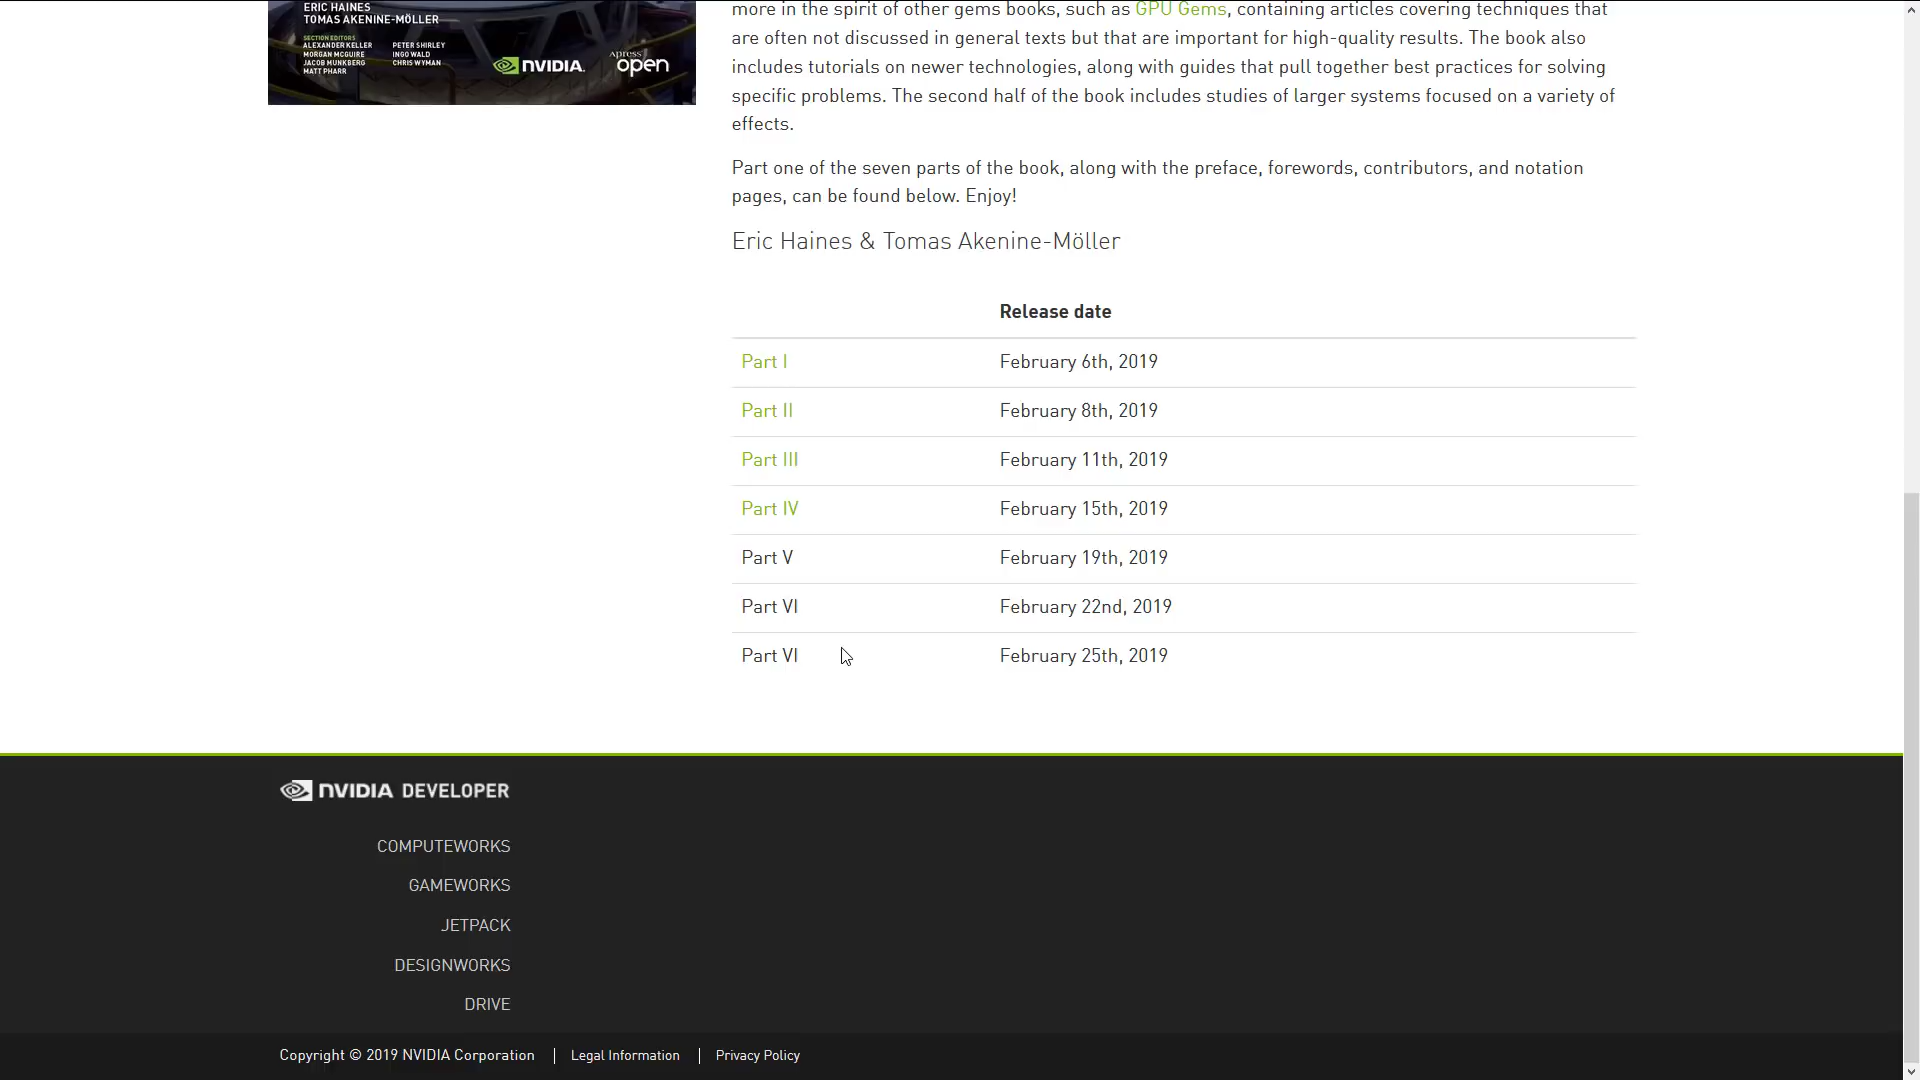 ERIC HAINES
TOMAS AKENINE-MÖLLER
SECTION EDITORS
ALEXANDER KELLER
MORGAN MCGUIRE
JACOB MUNKBERG
MATT PHARR
PETER SHIRLEY
INGO WALD
CHRIS WYMAN
NVIDIA.
apress open
more in the spirit of other gems books, such as GPU Gems, containing articles covering techniques that
are often not discussed in general texts but that are important for high-quality results. The book also
includes tutorials on newer technologies, along with guides that pull together best practices for solving
specific problems. The second half of the book includes studies of larger systems focused on a variety of
effects.
Part one of the seven parts of the book, along with the preface, forewords, contributors, and notation
pages, can be found below. Enjoy!
Eric Haines & Tomas Akenine-Möller
Release date
Part I February 6th, 2019
Part II February 8th, 2019
Part III February 11th, 2019
Part IV February 15th, 2019
Part V February 19th, 2019
Part VI February 22nd, 2019
Part VI February 25th, 2019
NVIDIA DEVELOPER
COMPUTEWORKS
GAMEWORKS
JETPACK
DESIGNWORKS
DRIVE
Copyright © 2019 NVIDIA Corporation | Legal Information | Privacy Policy